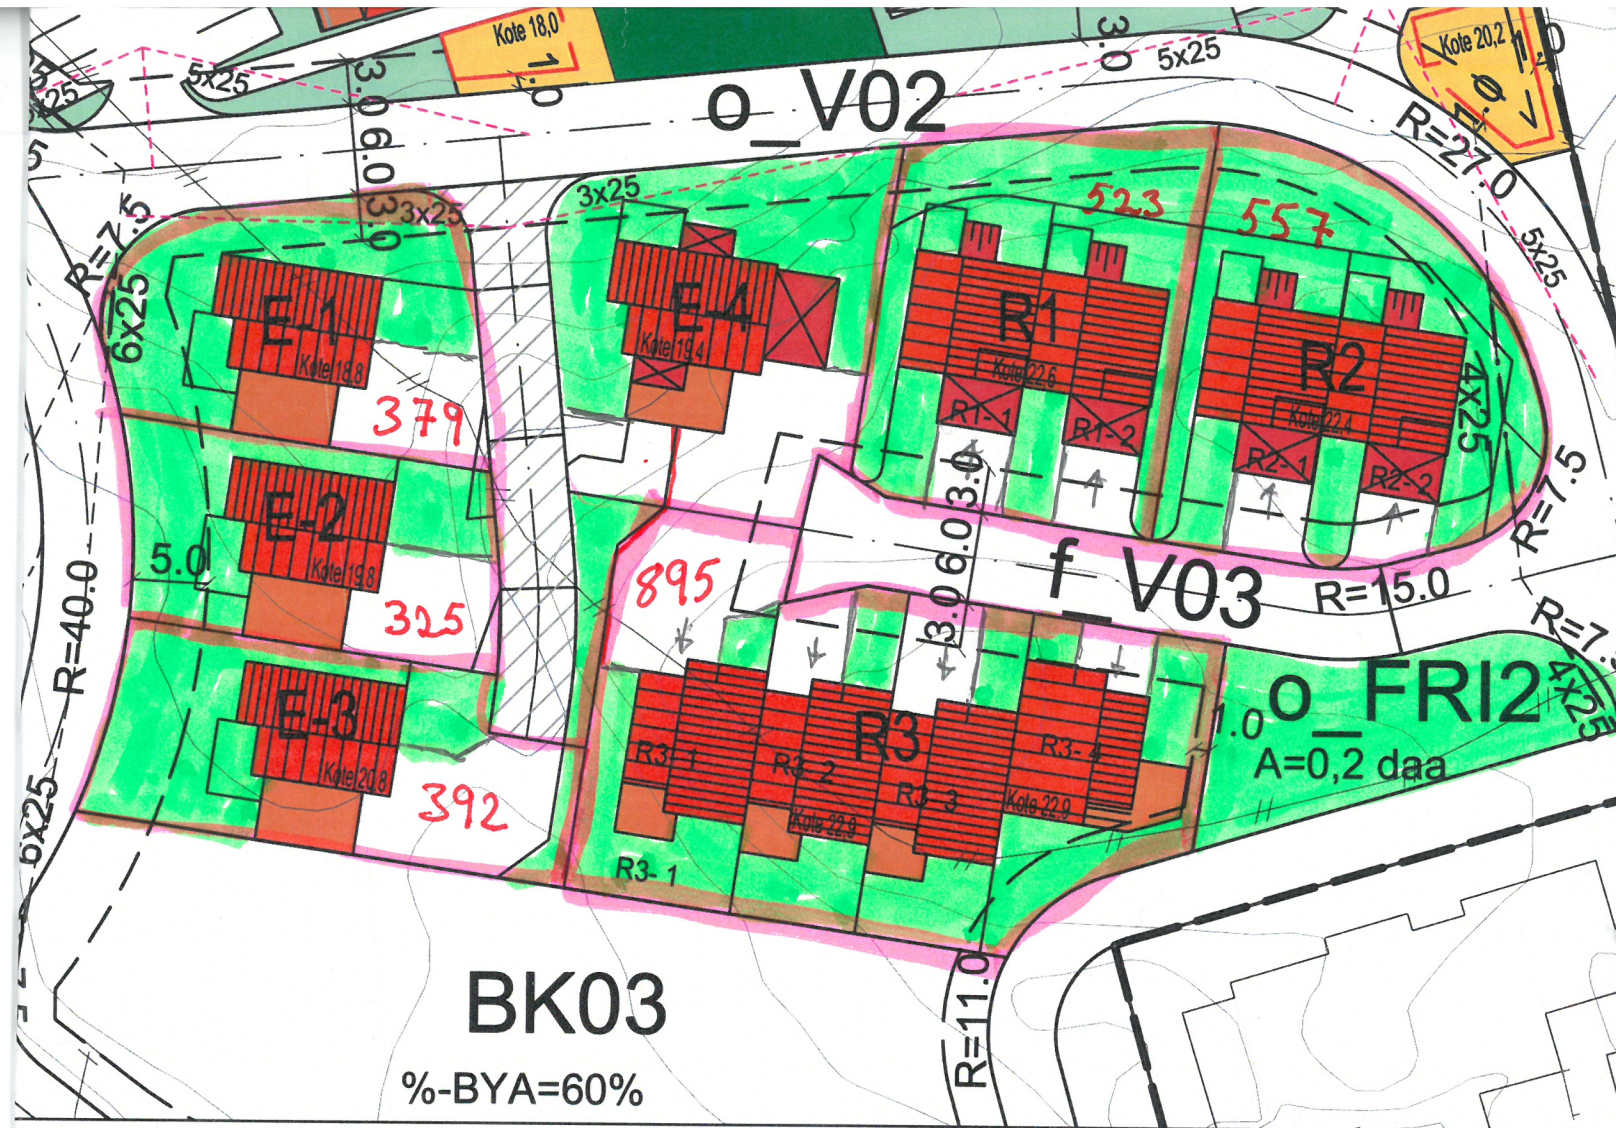 Kote 18,0
Kote 20,2
1.0
1.0
3.0
5x25
5x25
5x25
5x25
o_V02
3.0
6.0
3.0
3x25
3x25
R=27.0
R=7.5
6x25
523
557
5x25
E-1
Kote 18,8
379
E-4
Kote 19,4
R1
Kote 22,6
R1-1
R1-2
R2
Kote 22,4
R2-1
R2-2
4x25
R=7.5
E-2
Kote 19,8
5.0
325
895
3.0
6.0
3.0
f_V03
R=15.0
R=40.0
E-3
Kote 20,8
392
R3
R3-1
R3-2
R3-3
R3-4
Kote 22,9
Kote 22,9
R3-1
1.0
o_FRI2
A=0,2 daa
4x25
6x25
BK03
%-BYA=60%
R=11.0